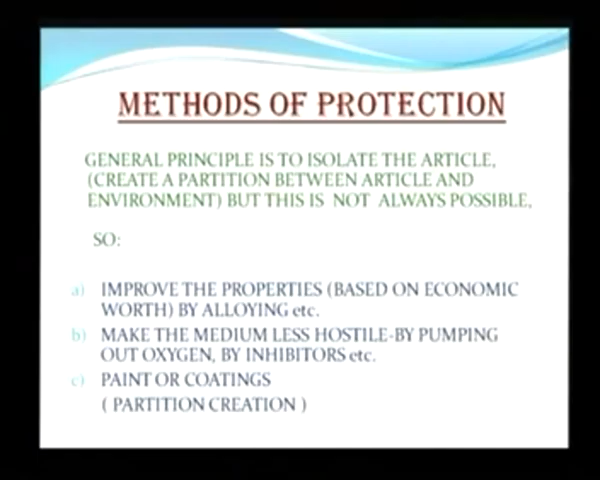 METHODS OF PROTECTION
GENERAL PRINCIPLE IS TO ISOLATE THE ARTICLE,
(CREATE A PARTITION BETWEEN ARTICLE AND
ENVIRONMENT) BUT THIS IS NOT ALWAYS POSSIBLE,
SO:
a) IMPROVE THE PROPERTIES (BASED ON ECONOMIC
WORTH) BY ALLOYING etc.
b) MAKE THE MEDIUM LESS HOSTILE-BY PUMPING
OUT OXYGEN, BY INHIBITORS etc.
c) PAINT OR COATINGS
( PARTITION CREATION )